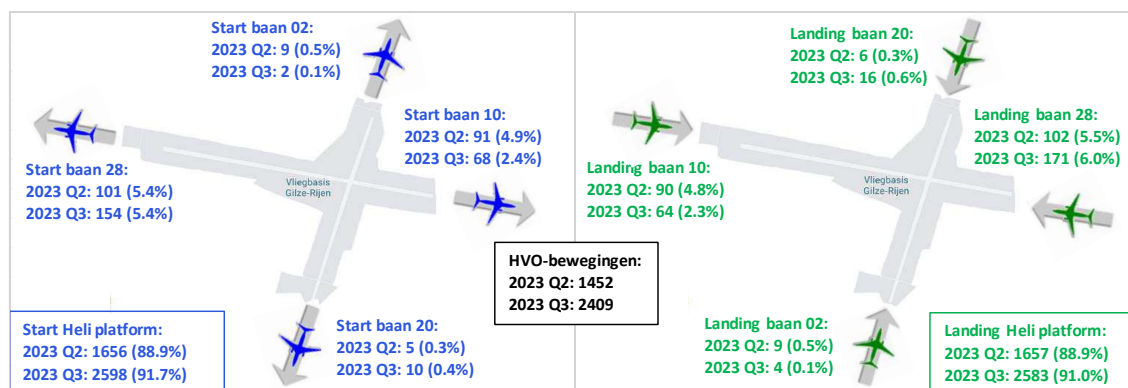 Start baan 02:
2023 Q2: 9 (0.5%)
2023 Q3: 2 (0.1%)
Start baan 10:
2023 Q2: 91 (4.9%)
2023 Q3: 68 (2.4%)
Start baan 28:
2023 Q2: 101 (5.4%)
2023 Q3: 154 (5.4%)
Vliegbasis
Gilze-Rijen
Start baan 20:
2023 Q2: 5 (0.3%)
2023 Q3: 10 (0.4%)
Start Heli platform:
2023 Q2: 1656 (88.9%)
2023 Q3: 2598 (91.7%)
HVO-bewegingen:
2023 Q2: 1452
2023 Q3: 2409
Landing baan 20:
2023 Q2: 6 (0.3%)
2023 Q3: 16 (0.6%)
Landing baan 28:
2023 Q2: 102 (5.5%)
2023 Q3: 171 (6.0%)
Landing baan 10:
2023 Q2: 90 (4.8%)
2023 Q3: 64 (2.3%)
Vliegbasis
Gilze-Rijen
Landing baan 02:
2023 Q2: 9 (0.5%)
2023 Q3: 4 (0.1%)
Landing Heli platform:
2023 Q2: 1657 (88.9%)
2023 Q3: 2583 (91.0%)